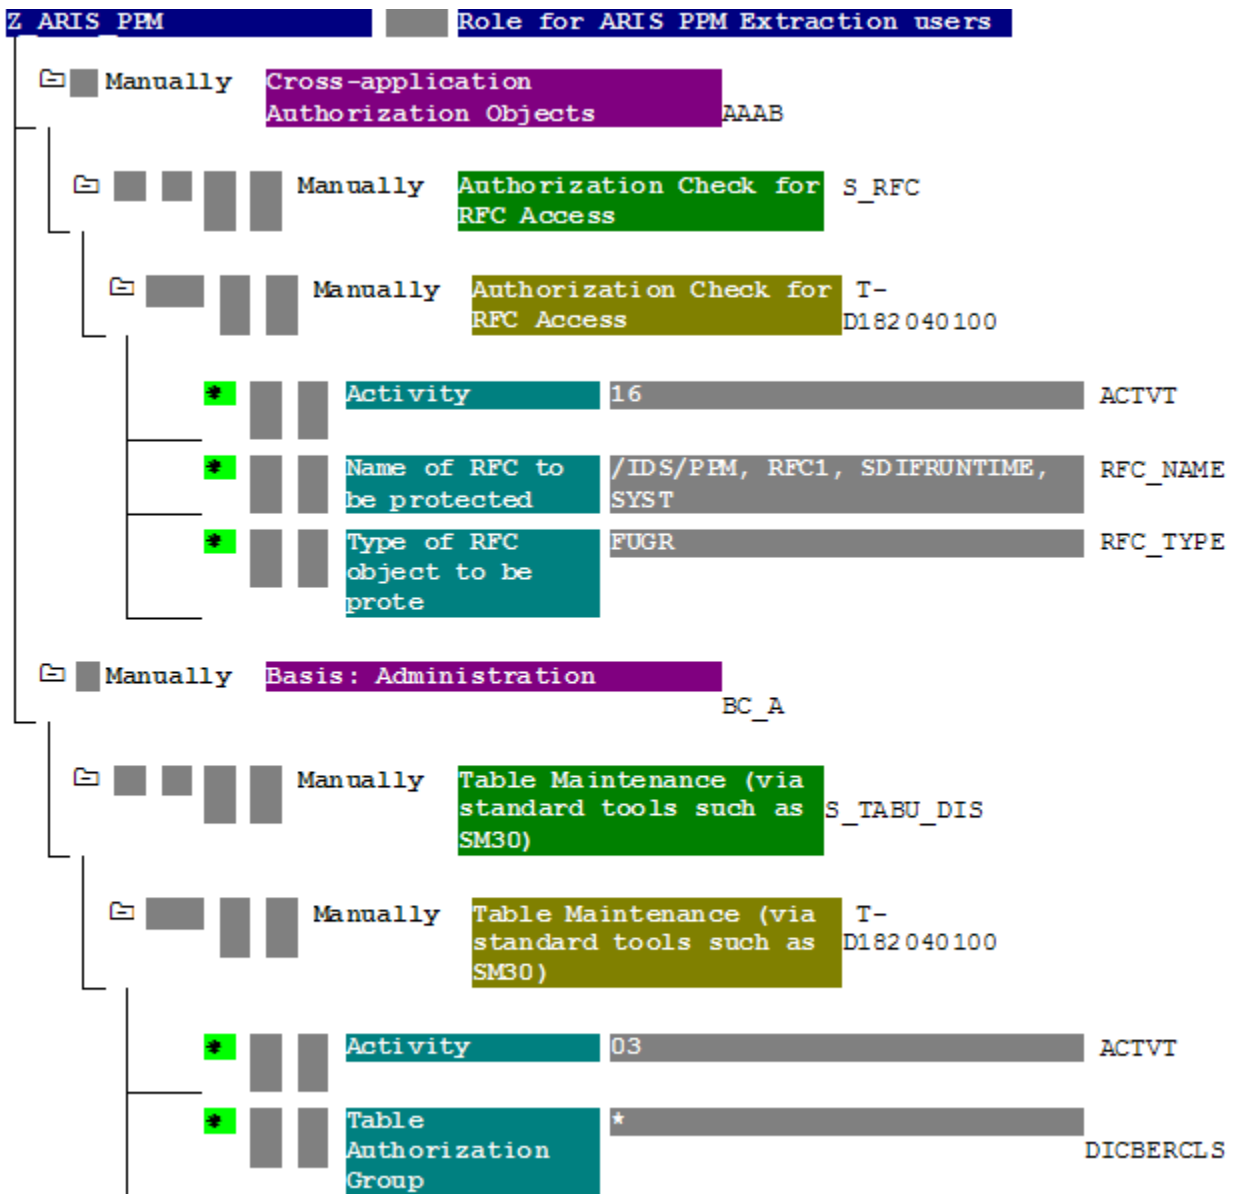 Z_ARIS_PPM Role for ARIS PPM Extraction users
Manually Cross-application
Authorization Objects AAAB
Manually Authorization Check for S_RFC
RFC Access
Manually Authorization Check for T-
RFC Access D182040100
* Activity 16 ACTVT
* Name of RFC to /IDS/PPM, RFC1, SDIFRUNTIME, RFC_NAME
be protected SYST
* Type of RFC FUGR RFC_TYPE
object to be
prote
Manually Basis: Administration
BC_A
Manually Table Maintenance (via
standard tools such as S_TABU_DIS
SM30)
Manually Table Maintenance (via T-
standard tools such as D182040100
SM30)
* Activity 03 ACTVT
* Table *
Authorization DICBERCLS
Group